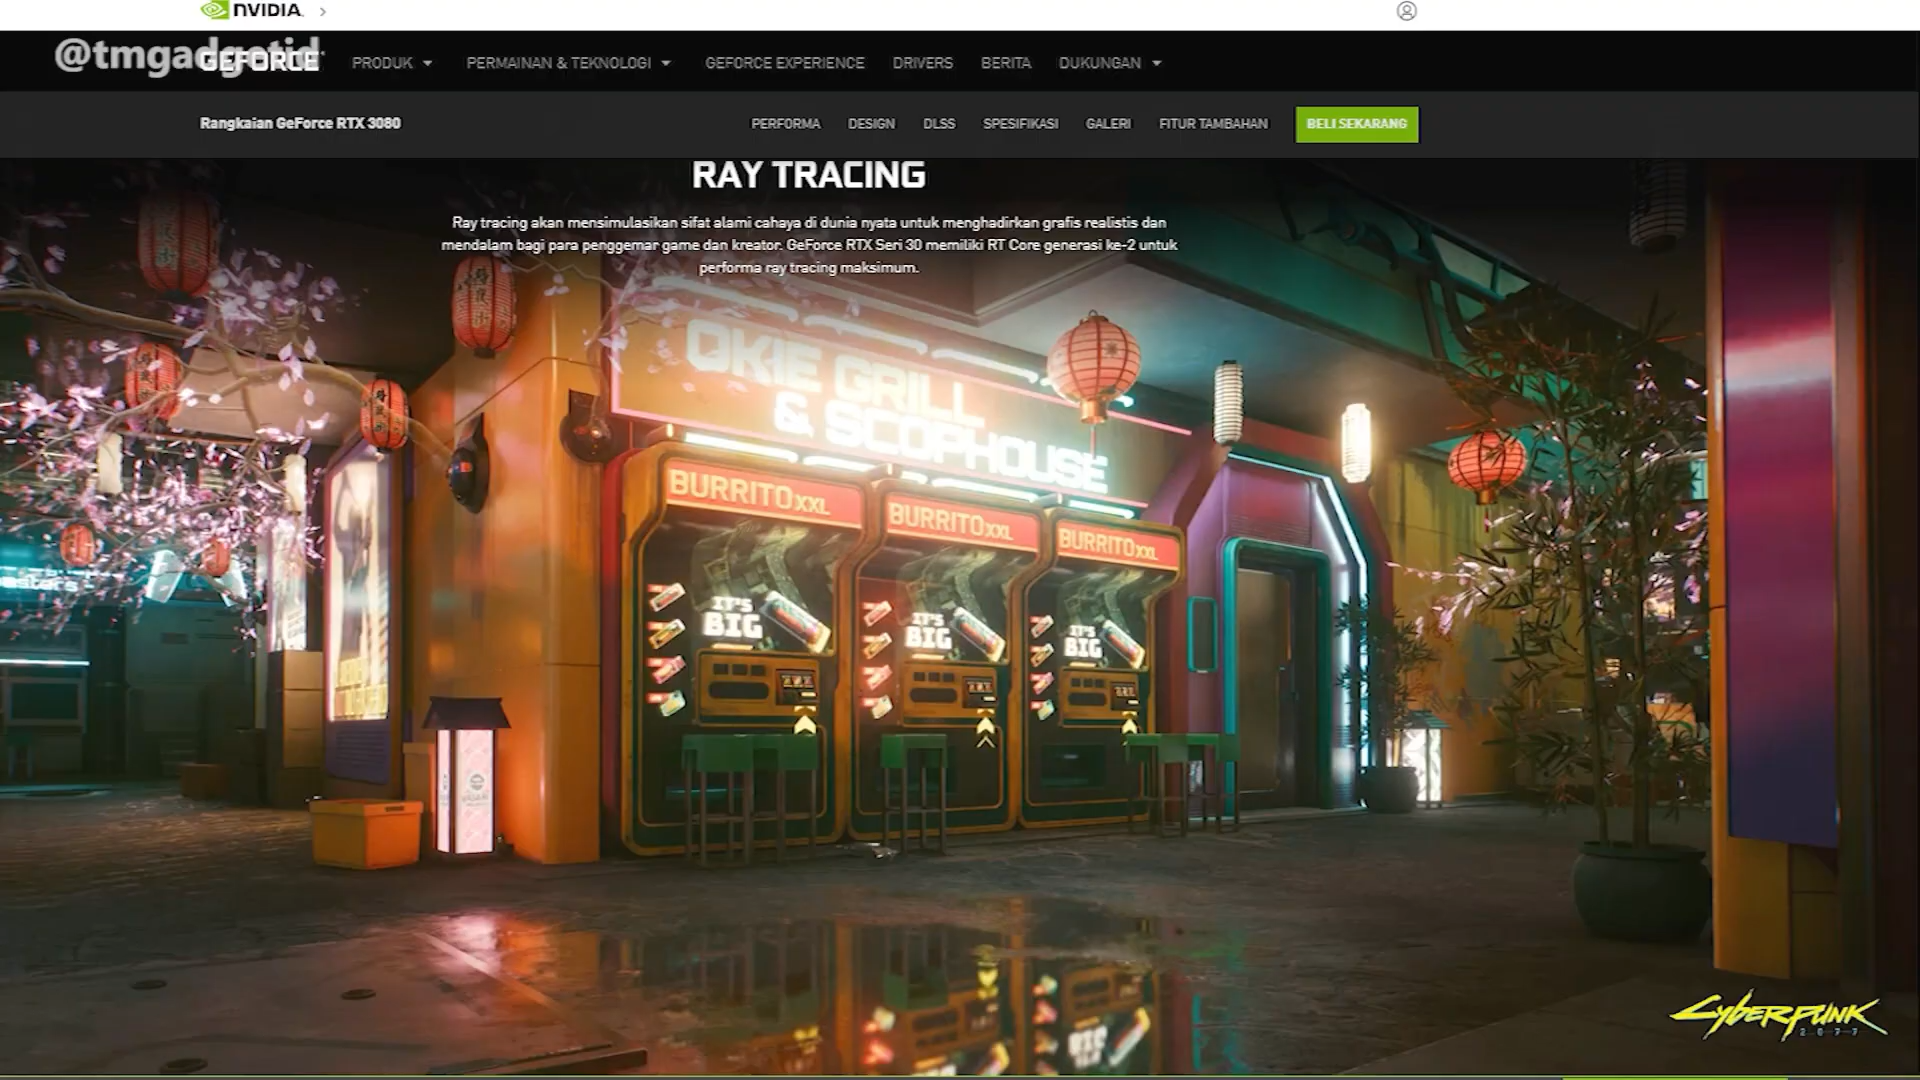 NVIDIA.
@tmgadgetid
GEFORCE
PRODUK
PERMAINAN & TEKNOLOGI
GEFORCE EXPERIENCE
DRIVERS
BERITA
DUKUNGAN
Rangkaian GeForce RTX 3080
PERFORMA
DESIGN
DLSS
SPESIFIKASI
GALERI
FITUR TAMBAHAN
BELI SEKARANG
RAY TRACING
Ray tracing akan mensimulasikan sifat alami cahaya di dunia nyata untuk menghadirkan grafis realistis dan
mendalam bagi para penggemar game dan kreator. GeForce RTX Seri 30 memiliki RT Core generasi ke-2 untuk
performa ray tracing maksimum.
OKIE GRILL
& SCOPHOUSE
BURRITO XXL
BURRITO XXL
BURRITO XXL
IT'S
BIG
IT'S
BIG
IT'S
BIG
Cyberpunk
2077